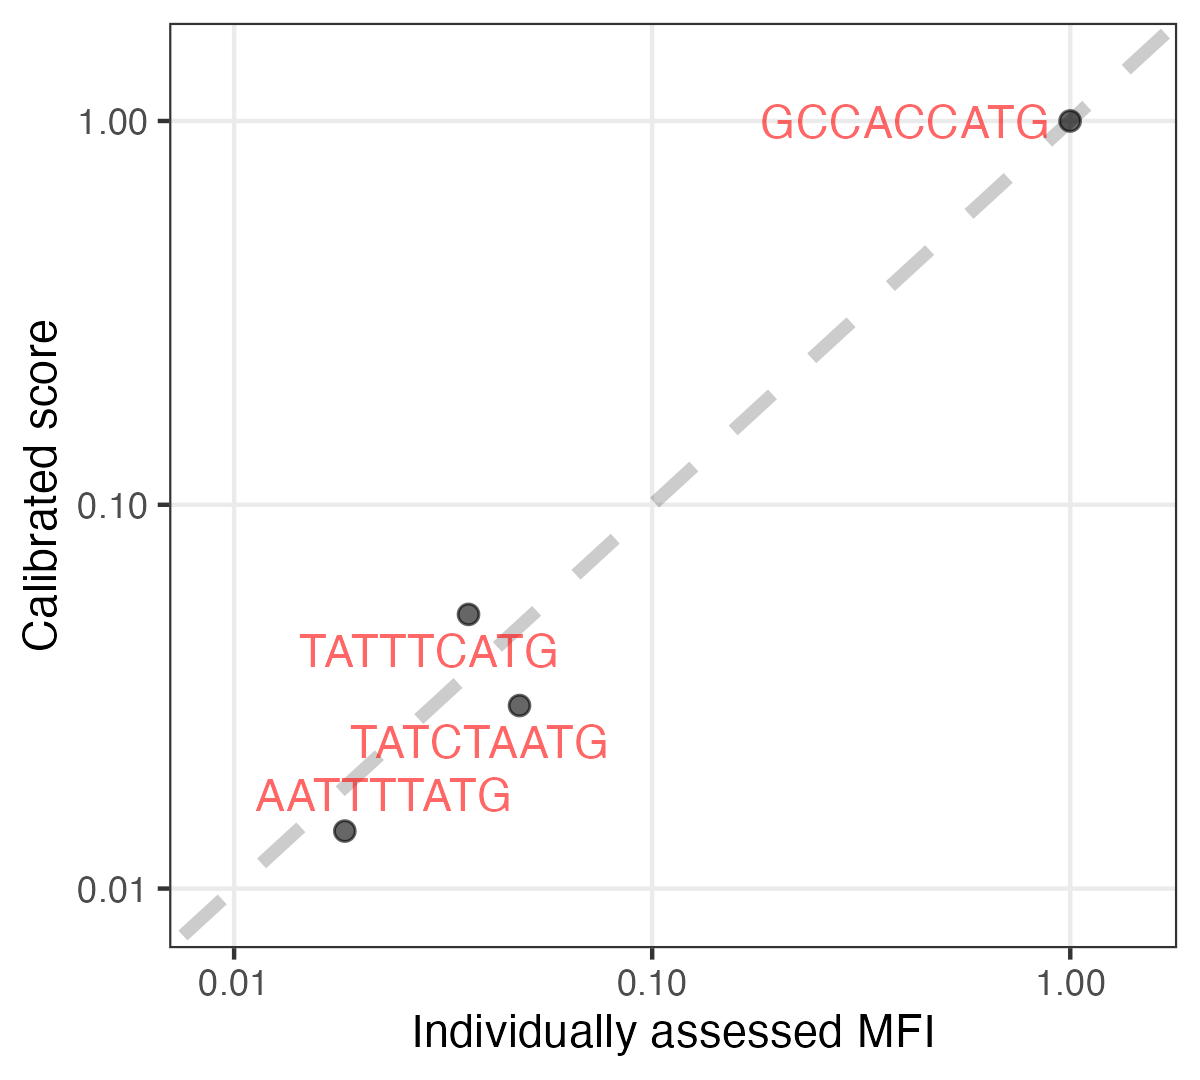 1.00
0.10
0.01
Calibrated score
GCCACCATG
TATTTCATG
TATCTAATG
AATTTTATG
0.01
0.10
1.00
Individually assessed MFI